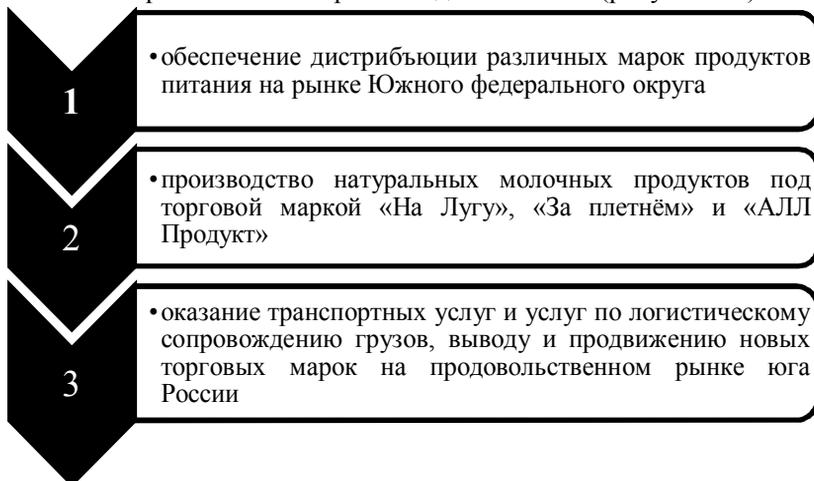 1
•обеспечение дистрибъюции различных марок продуктов
питания на рынке Южного федерального округа
2
•производство натуральных молочных продуктов под
торговой маркой «На Лугу», «За плетнём» и «АЛЛ
Продукт»
3
•оказание транспортных услуг и услуг по логистическому
сопровождению грузов, выводу и продвижению новых
торговых марок на продовольственном рынке юга
России